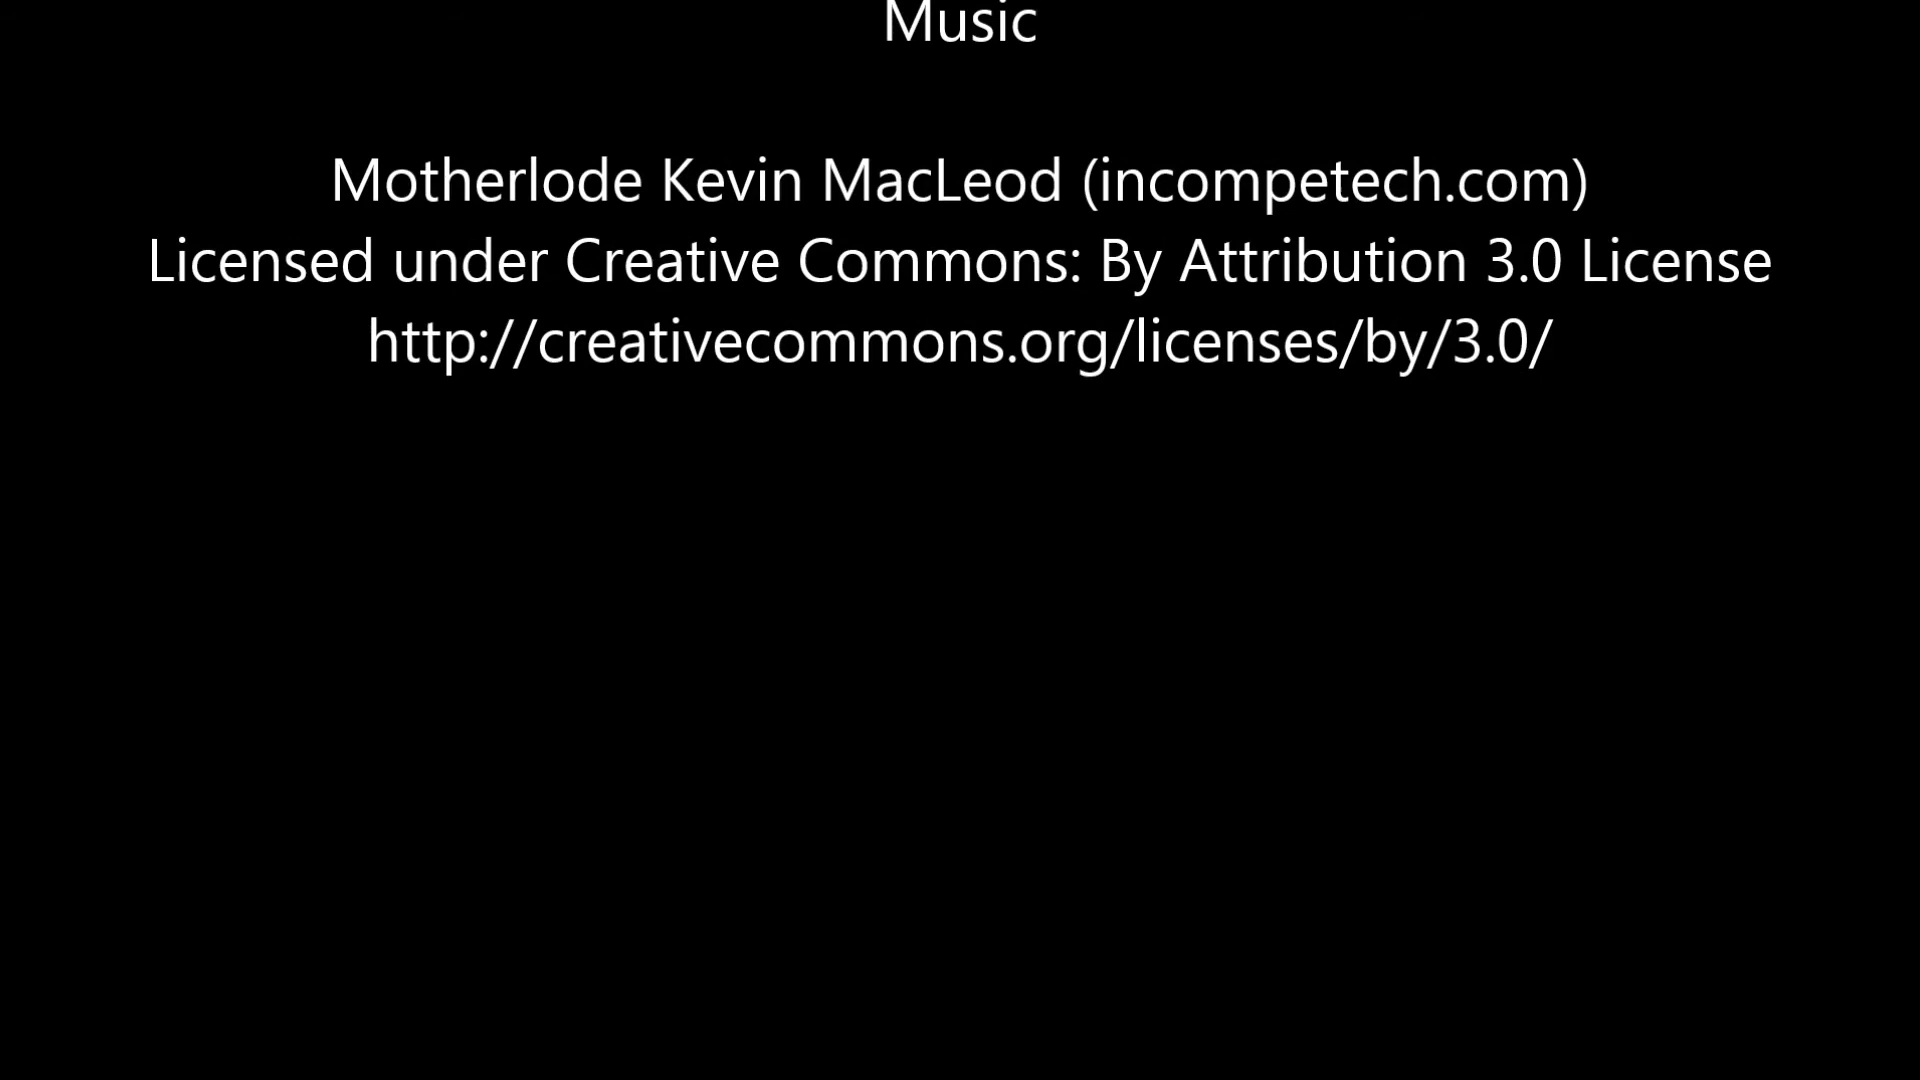 Music
Motherlode Kevin MacLeod (incompetech.com)
Licensed under Creative Commons: By Attribution 3.0 License
http://creativecommons.org/licenses/by/3.0/